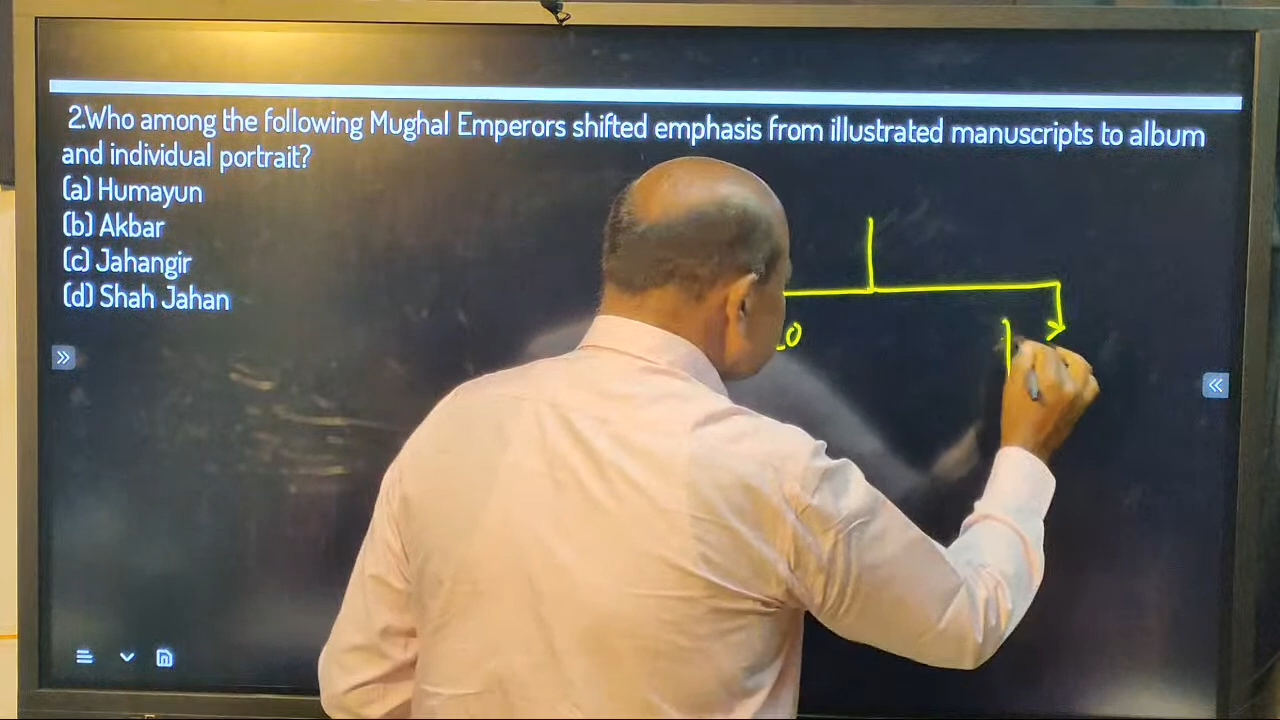 2.Who among the following Mughal Emperors shifted emphasis from illustrated manuscripts to album
and individual portrait?
(a) Humayun
(b) Akbar
(c) Jahangir
(d) Shah Jahan